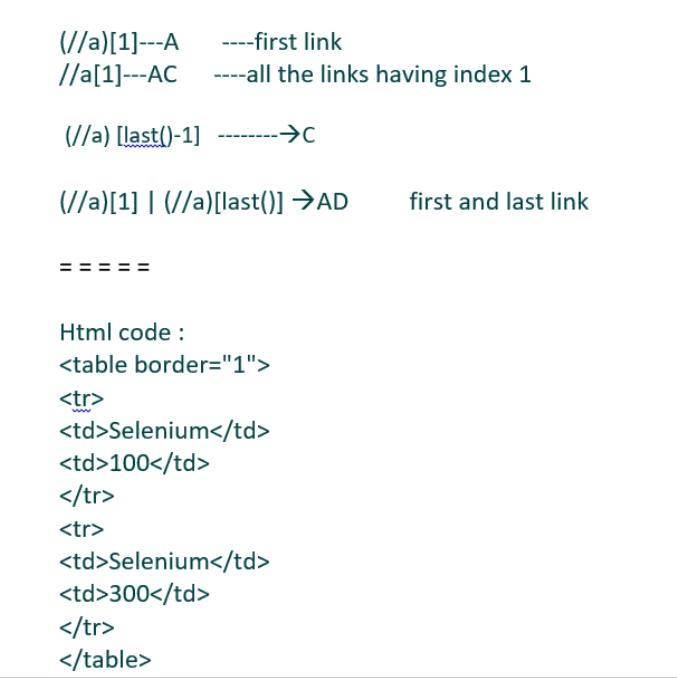 (//a)[1]---A ----first link
//a[1]---AC ----all the links having index 1
(//a) [last()-1] --------→C
(//a)[1] | (//a)[last()] →AD first and last link
= = = = =
Html code :
<table border="1">
<tr>
<td>Selenium</td>
<td>100</td>
</tr>
<tr>
<td>Selenium</td>
<td>300</td>
</tr>
</table>